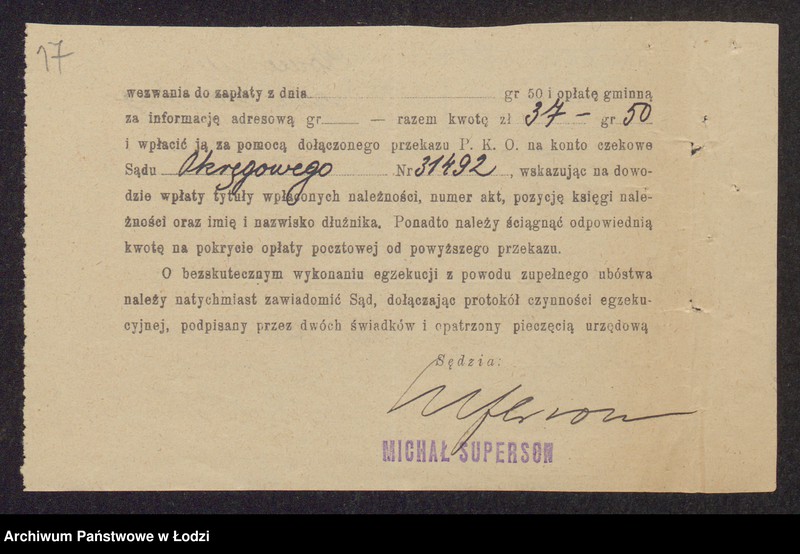 17
wezwania do zapłaty z dnia gr 50 i opłatę gminną
za informację adresową gr — razem kwotę zł 37 – gr 50
i wpłacić ją za pomocą dołączonego przekazu P. K. O. na konto czekowe
Sądu Okręgowego Nr 31492, wskazując na dowo-
dzie wpłaty tytuły wpłaconych należności, numer akt, pozycję księgi nale-
żności oraz imię i nazwisko dłużnika. Ponadto należy ściągnąć odpowiednią
kwotę na pokrycie opłaty pocztowej od powyższego przekazu.
O bezskutecznym wykonaniu egzekucji z powodu zupełnego ubóstwa
należy natychmiast zawiadomić Sąd, dołączając protokół czynności egzeku-
cyjnej, podpisany przez dwóch świadków i opstrzony pieczęcią urzędową
Sędzia:
MICHAŁ SUPERSON
Archiwum Państwowe w Łodzi